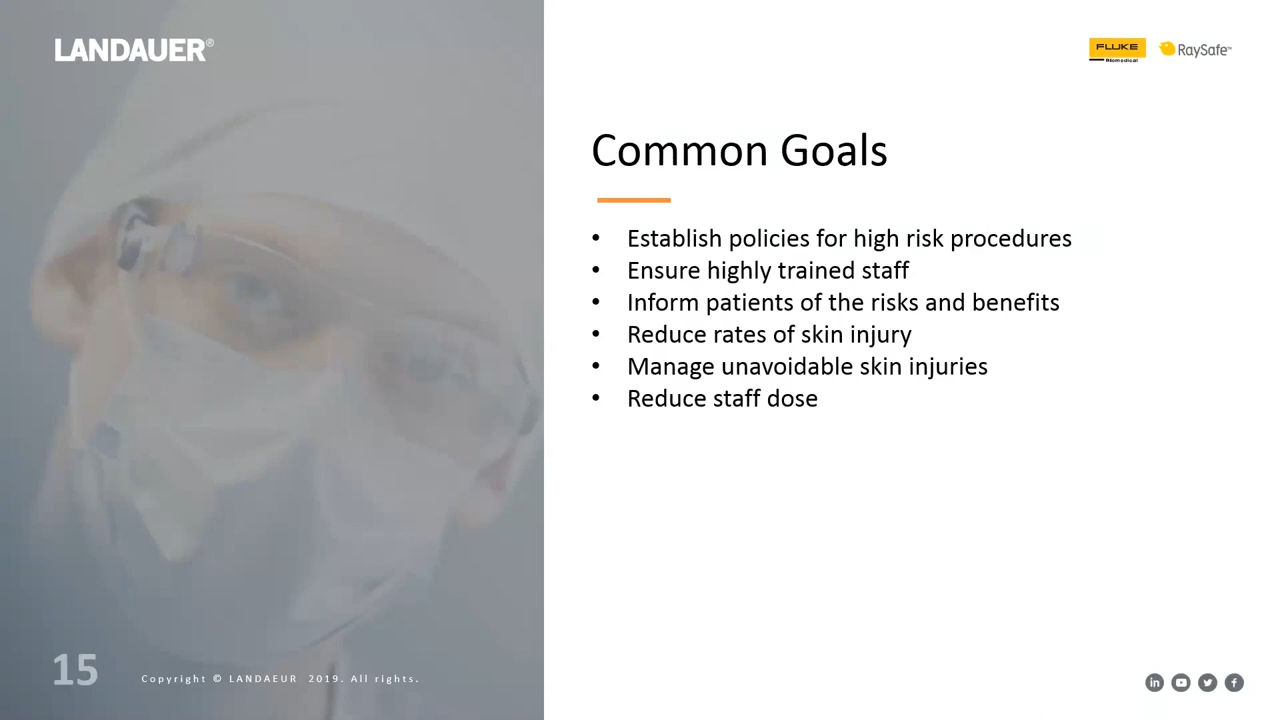 LANDAUER®
FLUKE
Biomedical
RaySafe™
Common Goals
• Establish policies for high risk procedures
• Ensure highly trained staff
• Inform patients of the risks and benefits
• Reduce rates of skin injury
• Manage unavoidable skin injuries
• Reduce staff dose
15
Copyright © LANDAEUR 2019. All rights.